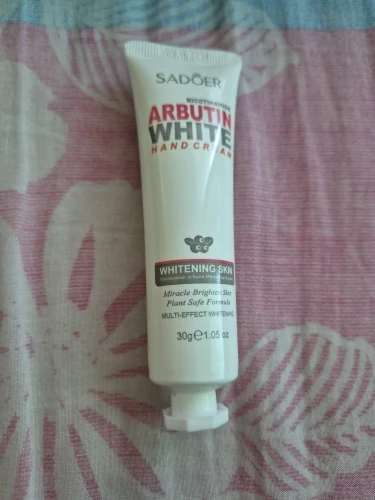 SADOER
NICOTINAMIDE
ARBUTIN
WHITE
HAND CREAM
WHITENING SKIN
Miracle Brighten Skin
Plant Safe Formula
MULTI-EFFECT WHITENING
30g℮1.05 oz